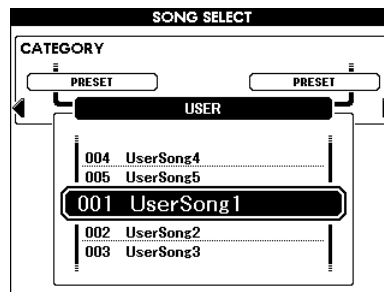 SONG SELECT
CATEGORY
PRESET PRESET
USER
004 UserSong4
005 UserSong5
001 UserSong1
002 UserSong2
003 UserSong3